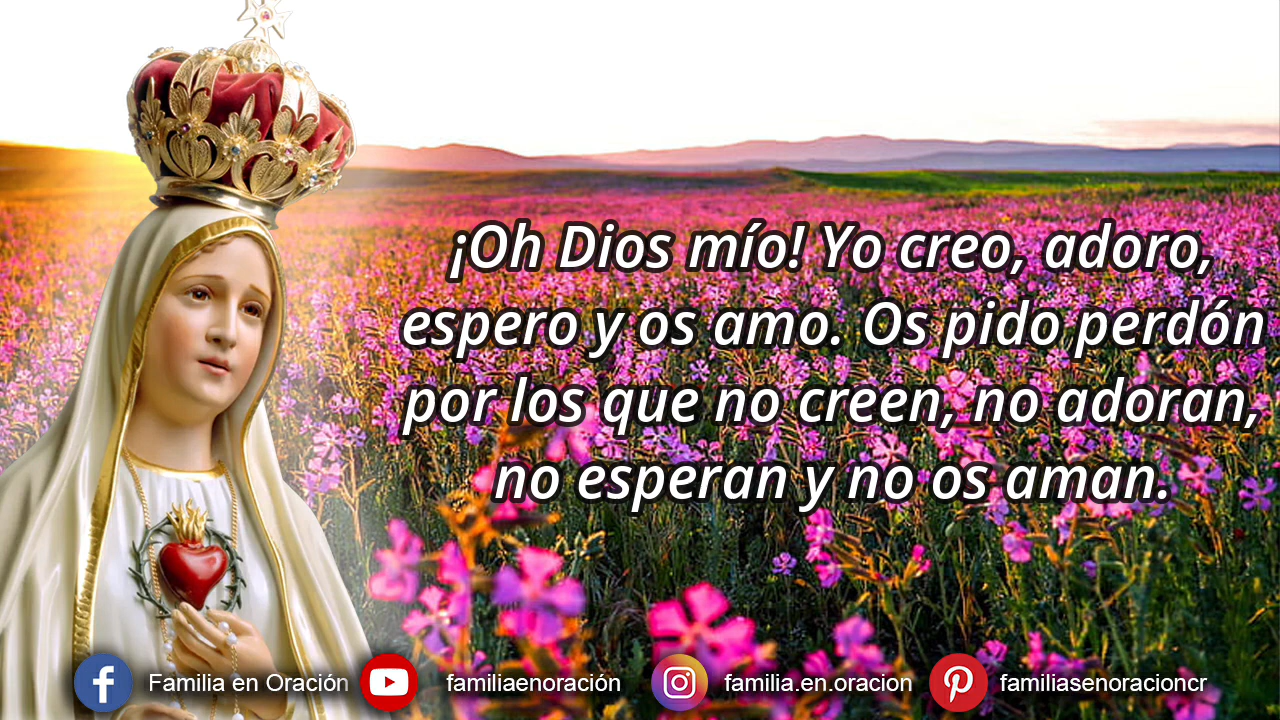 ¡Oh Dios mío! Yo creo, adoro,
espero y os amo. Os pido perdón
por los que no creen, no adoran,
no esperan y no os aman.
Familia en Oración familiaenoración familia.en.oracion familiasenoracioncr